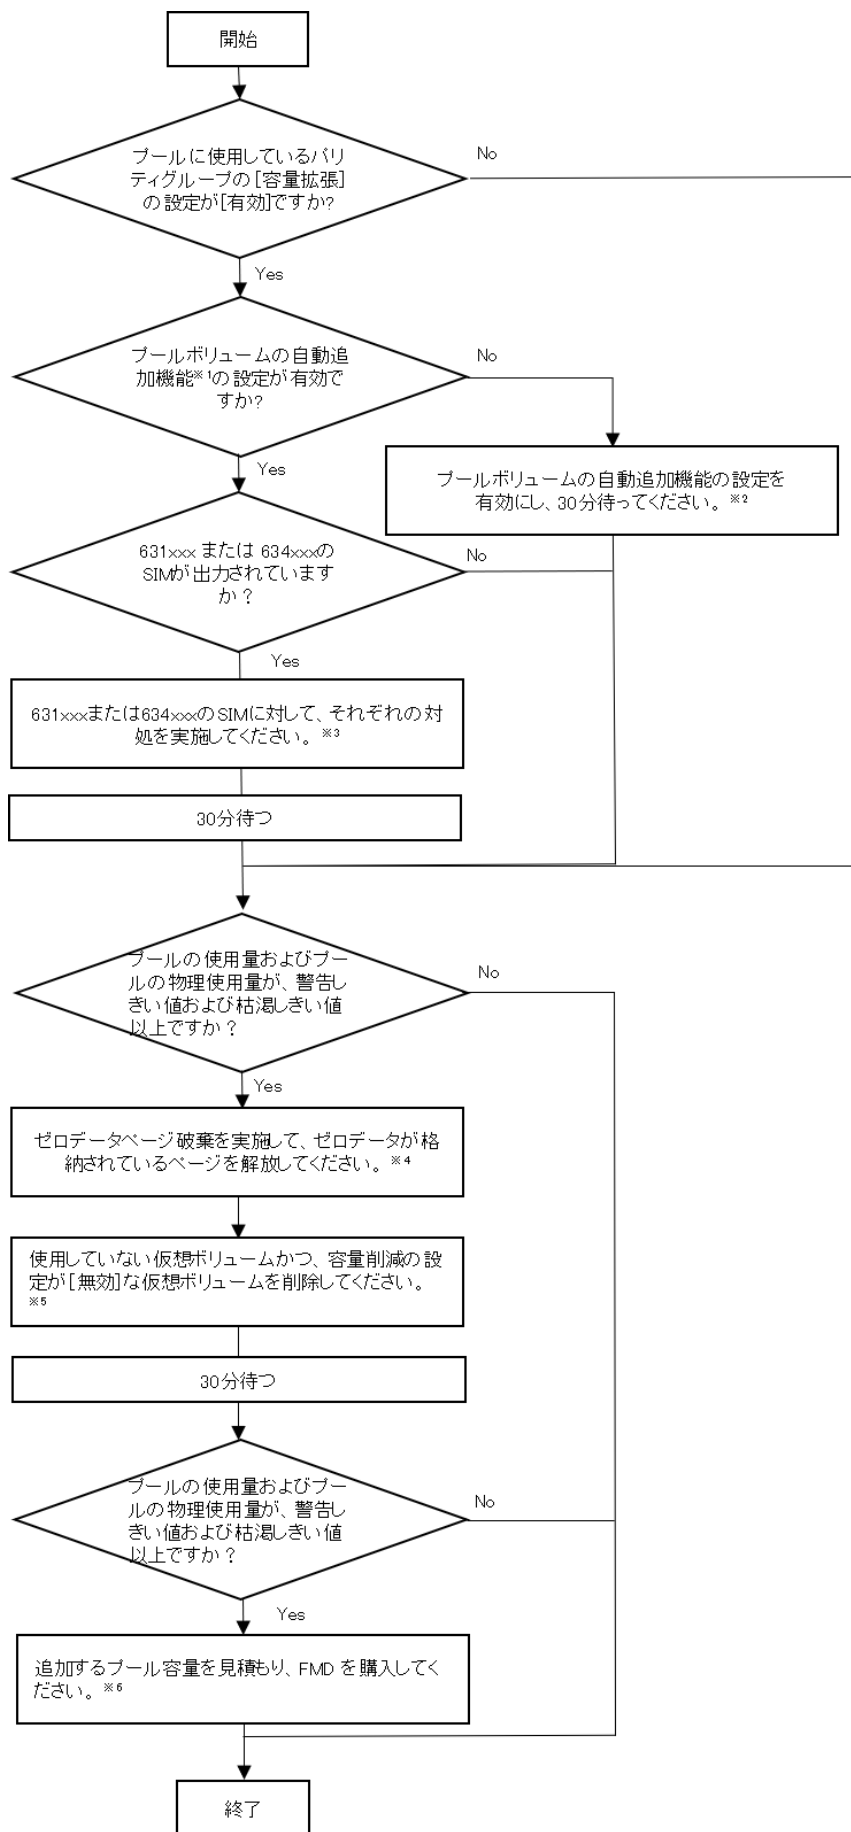 開始
プールに使用しているパリ
ティグループの[容量拡張]
の設定が[有効]ですか?
No
Yes
プールボリュームの自動追
加機能※1の設定が有効で
すか?
No
Yes
プールボリュームの自動追加機能の設定を
有効にし、30分待ってください。※2
631xxx または 634xxxの
SIMが出力されています
か？
No
Yes
631xxxまたは634xxxのSIMに対して、それぞれの対
処を実施してください。※3
30分待つ
プールの使用量およびプー
ルの物理使用量が、警告し
きい値および枯渇しきい値
以上ですか？
No
Yes
ゼロデータページ破棄を実施して、ゼロデータが格
納されているページを解放してください。※4
使用していない仮想ボリュームかつ、容量削減の設
定が[無効]な仮想ボリュームを削除してください。
※5
30分待つ
プールの使用量およびプー
ルの物理使用量が、警告し
きい値および枯渇しきい値
以上ですか？
No
Yes
追加するプール容量を見積もり、FMD を購入してく
ださい。※6
終了